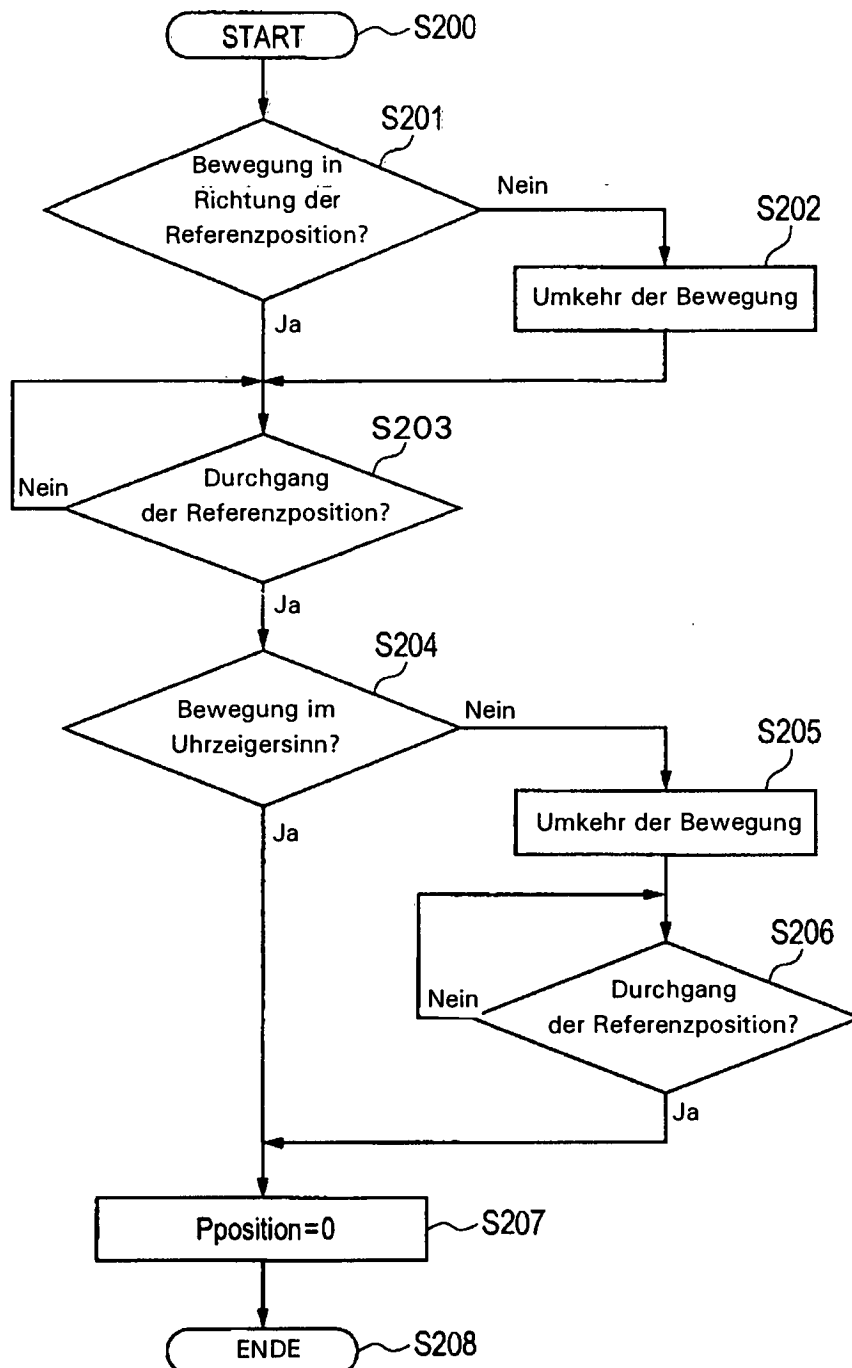 START
S200
S201
Bewegung in
Richtung der
Referenzposition?
Nein
S202
Umkehr der Bewegung
Ja
S203
Durchgang
der Referenzposition?
Nein
Ja
S204
Bewegung im
Uhrzeigersinn?
Nein
S205
Umkehr der Bewegung
Ja
S206
Durchgang
der Referenzposition?
Nein
Ja
Pposition=0
S207
ENDE
S208